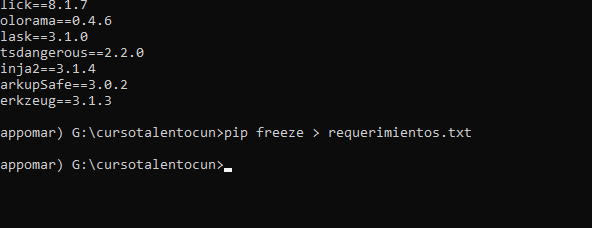 lick==8.1.7
olorama==0.4.6
lask==3.1.0
tsdangerous==2.2.0
inja2==3.1.4
arkupSafe==3.0.2
erkzeug==3.1.3
appomar) G:\cursotalentocun>pip freeze > requerimientos.txt
appomar) G:\cursotalentocun>